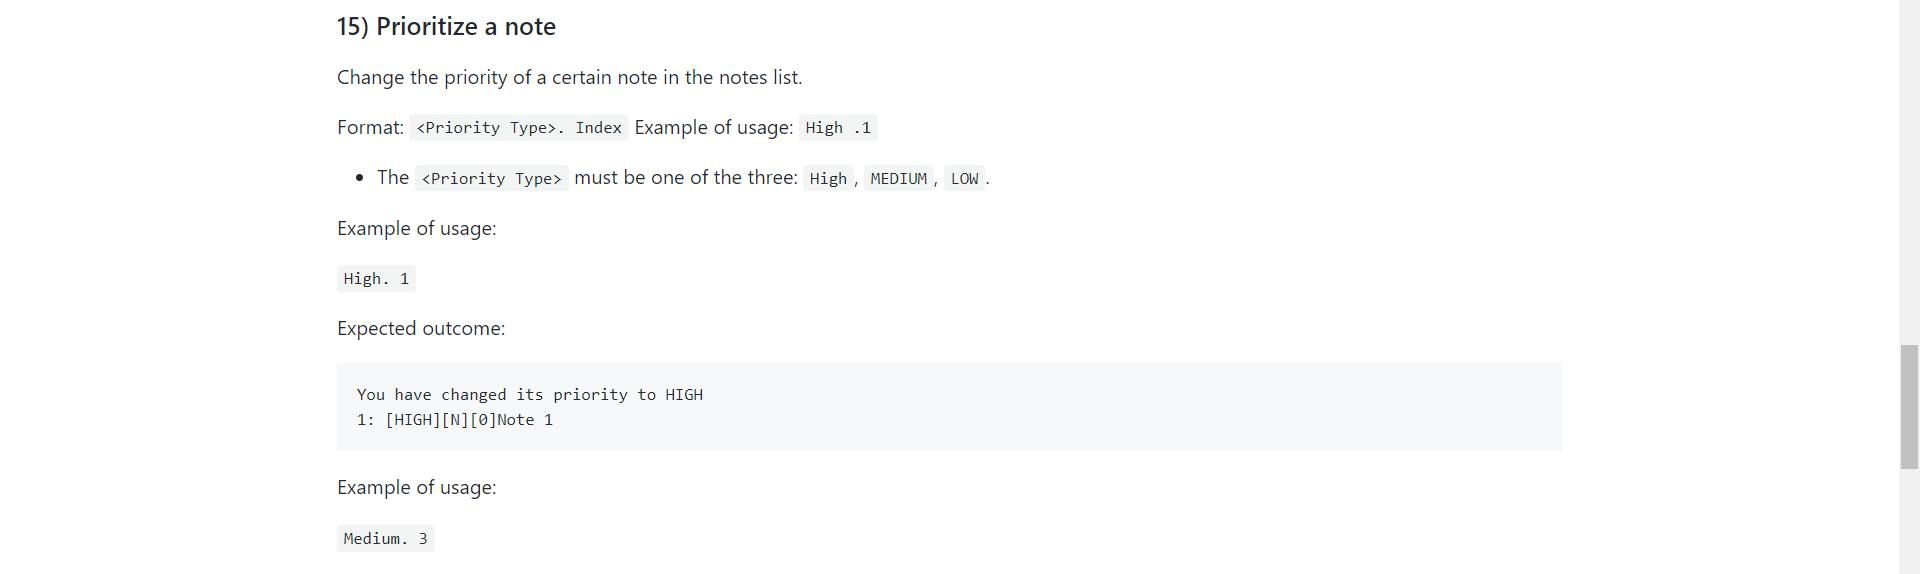 15) Prioritize a note
Change the priority of a certain note in the notes list.
Format: <Priority Type>. Index Example of usage: High .1
• The <Priority Type> must be one of the three: High, MEDIUM, LOW.
Example of usage:
High. 1
Expected outcome:
You have changed its priority to HIGH
1: [HIGH][N][0]Note 1
Example of usage:
Medium. 3